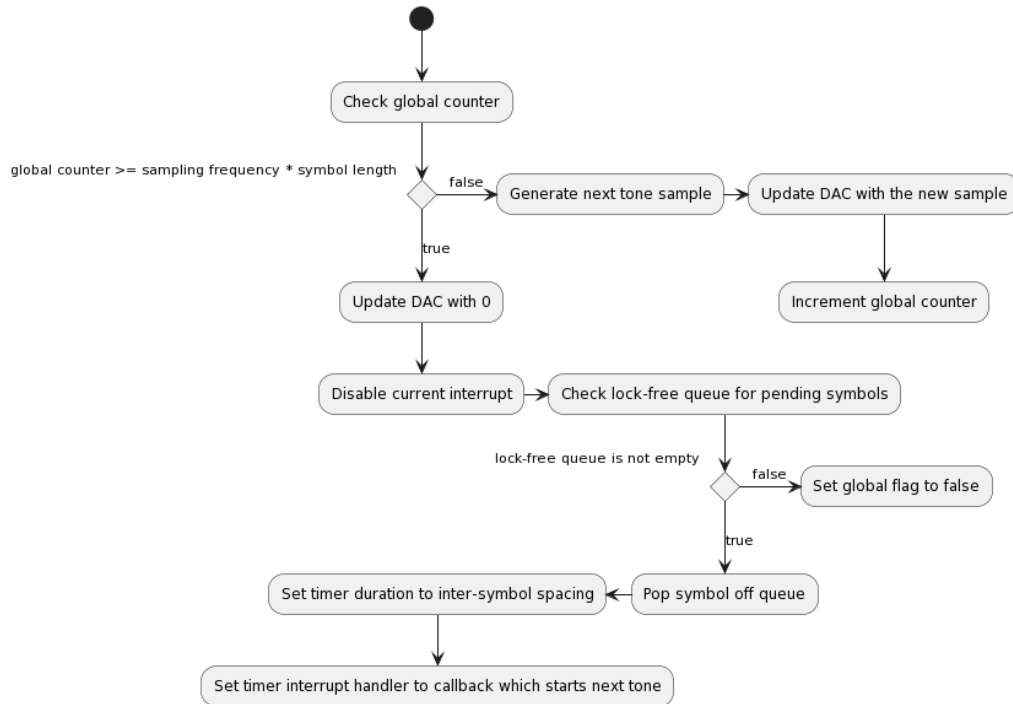 Check global counter
global counter >= sampling frequency * symbol length
false
Generate next tone sample
Update DAC with the new sample
true
Update DAC with 0
Increment global counter
Disable current interrupt
Check lock-free queue for pending symbols
lock-free queue is not empty
false
Set global flag to false
true
Set timer duration to inter-symbol spacing
Pop symbol off queue
Set timer interrupt handler to callback which starts next tone